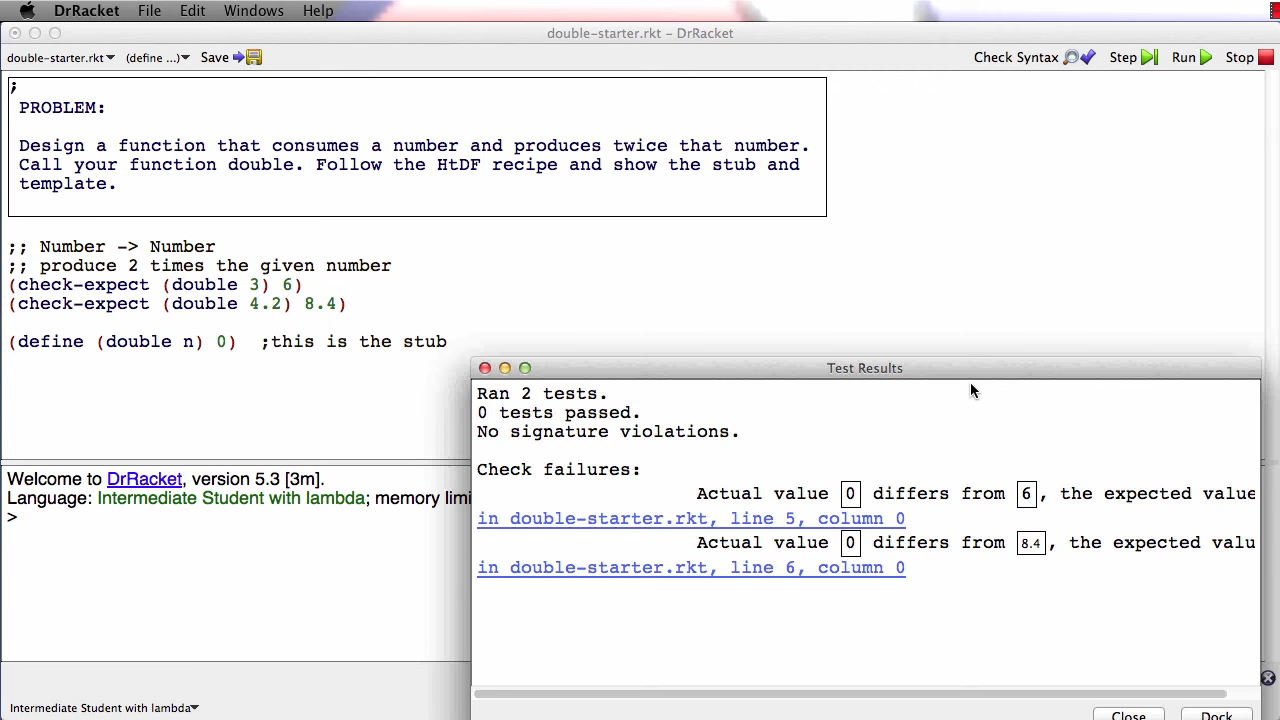 DrRacket File Edit Windows Help
double-starter.rkt – DrRacket
double-starter.rkt (define ...) Save Check Syntax Step Run Stop
;
PROBLEM:
Design a function that consumes a number and produces twice that number.
Call your function double. Follow the HtDF recipe and show the stub and
template.
;; Number -> Number
;; produce 2 times the given number
(check-expect (double 3) 6)
(check-expect (double 4.2) 8.4)
(define (double n) 0) ;this is the stub
Test Results
Ran 2 tests.
0 tests passed.
No signature violations.
Check failures:
Actual value 0 differs from 6, the expected value
in double-starter.rkt, line 5, column 0
Actual value 0 differs from 8.4, the expected valu
in double-starter.rkt, line 6, column 0
Close Dock
Welcome to DrRacket, version 5.3 [3m].
Language: Intermediate Student with lambda; memory limi
>
Intermediate Student with lambda